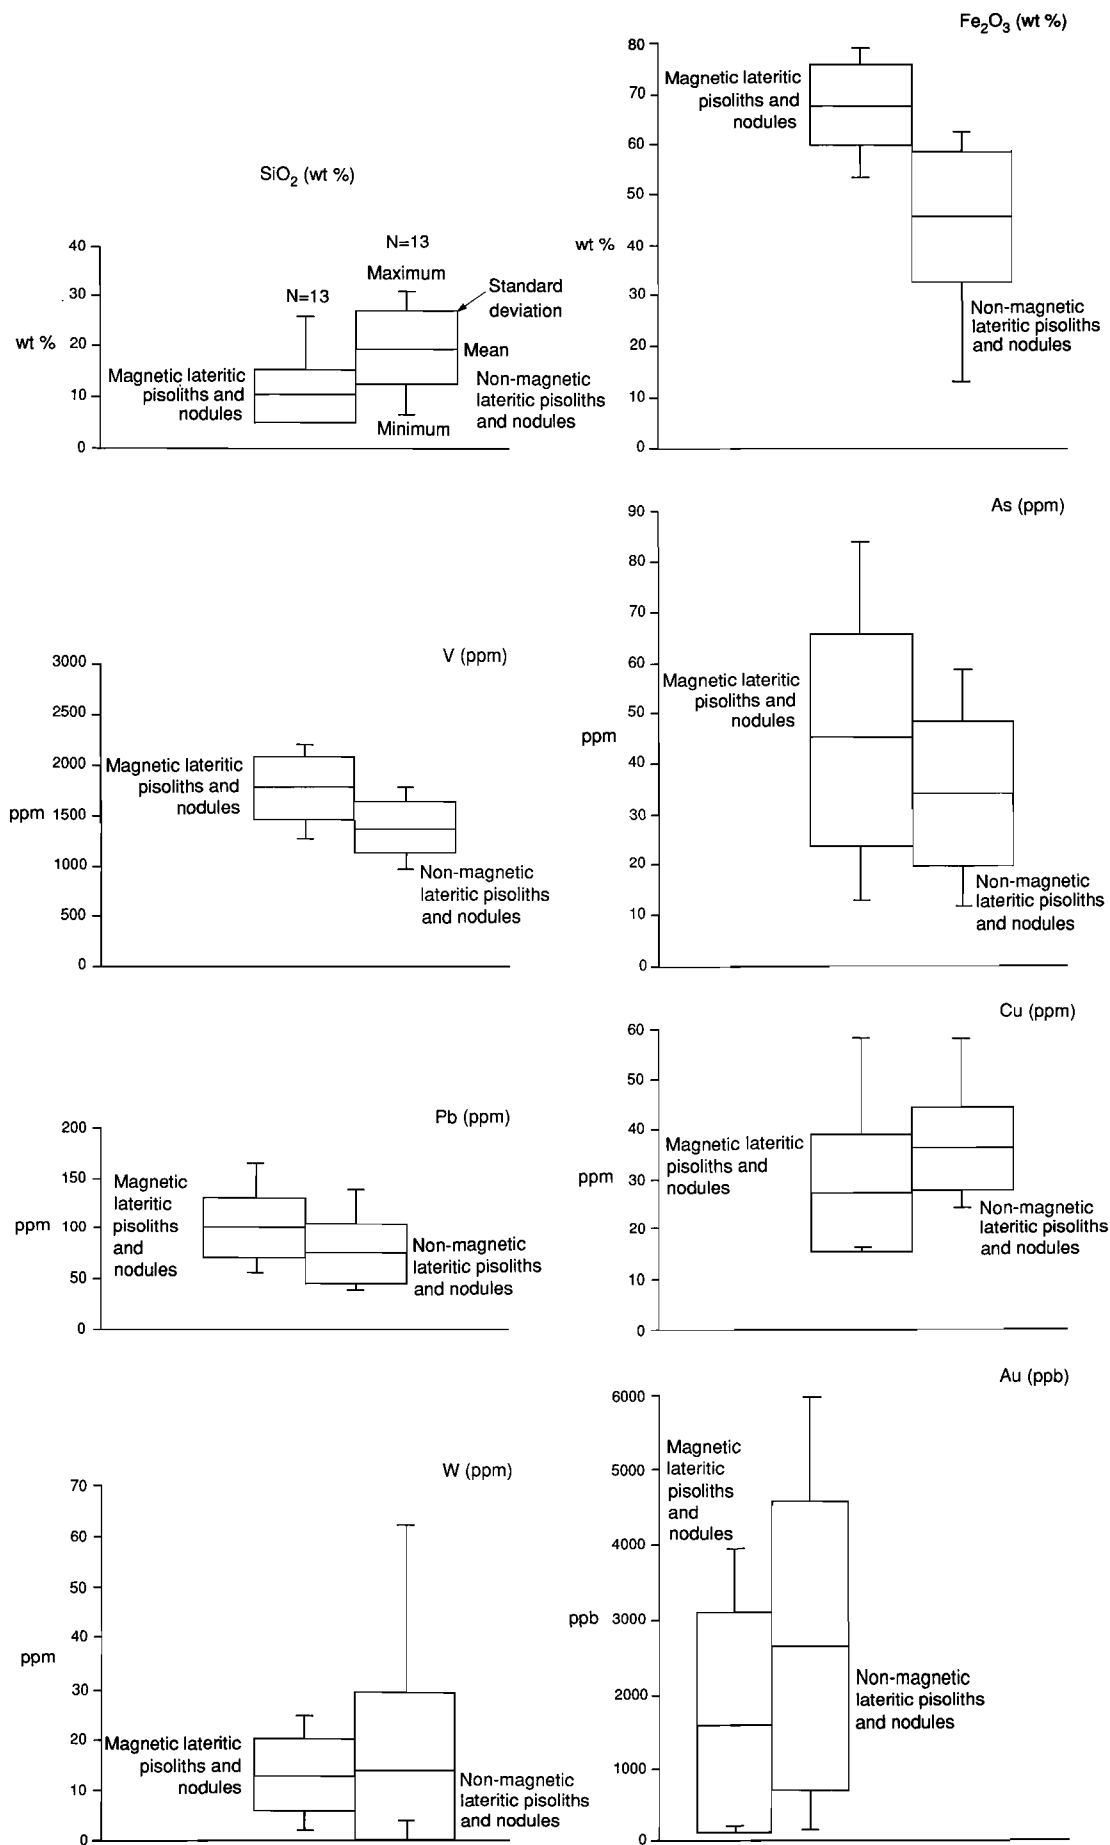 SiO2 (wt %)
40
30
20
10
0
wt %
N=13
N=13
Maximum
Standard
deviation
Mean
Minimum
Magnetic lateritic
pisoliths and
nodules
Non-magnetic
lateritic pisoliths
and nodules
Fe2O3 (wt %)
80
70
60
50
40
30
20
10
0
wt %
Magnetic lateritic
pisoliths and
nodules
Non-magnetic
lateritic pisoliths
and nodules
V (ppm)
3000
2500
2000
1500
1000
500
0
ppm
Magnetic lateritic
pisoliths and
nodules
Non-magnetic
lateritic pisoliths
and nodules
As (ppm)
90
80
70
60
50
40
30
20
10
0
ppm
Magnetic lateritic
pisoliths and
nodules
Non-magnetic
lateritic pisoliths
and nodules
Pb (ppm)
200
150
100
50
0
ppm
Magnetic
lateritic
pisoliths
and
nodules
Non-magnetic
lateritic pisoliths
and nodules
Cu (ppm)
60
50
40
30
20
10
0
ppm
Magnetic lateritic
pisoliths and
nodules
Non-magnetic
lateritic pisoliths
and nodules
W (ppm)
70
60
50
40
30
20
10
0
ppm
Magnetic lateritic
pisoliths and
nodules
Non-magnetic
lateritic pisoliths
and nodules
Au (ppb)
6000
5000
4000
3000
2000
1000
0
ppb
Magnetic
lateritic
pisoliths
and
nodules
Non-magnetic
lateritic pisoliths
and nodules